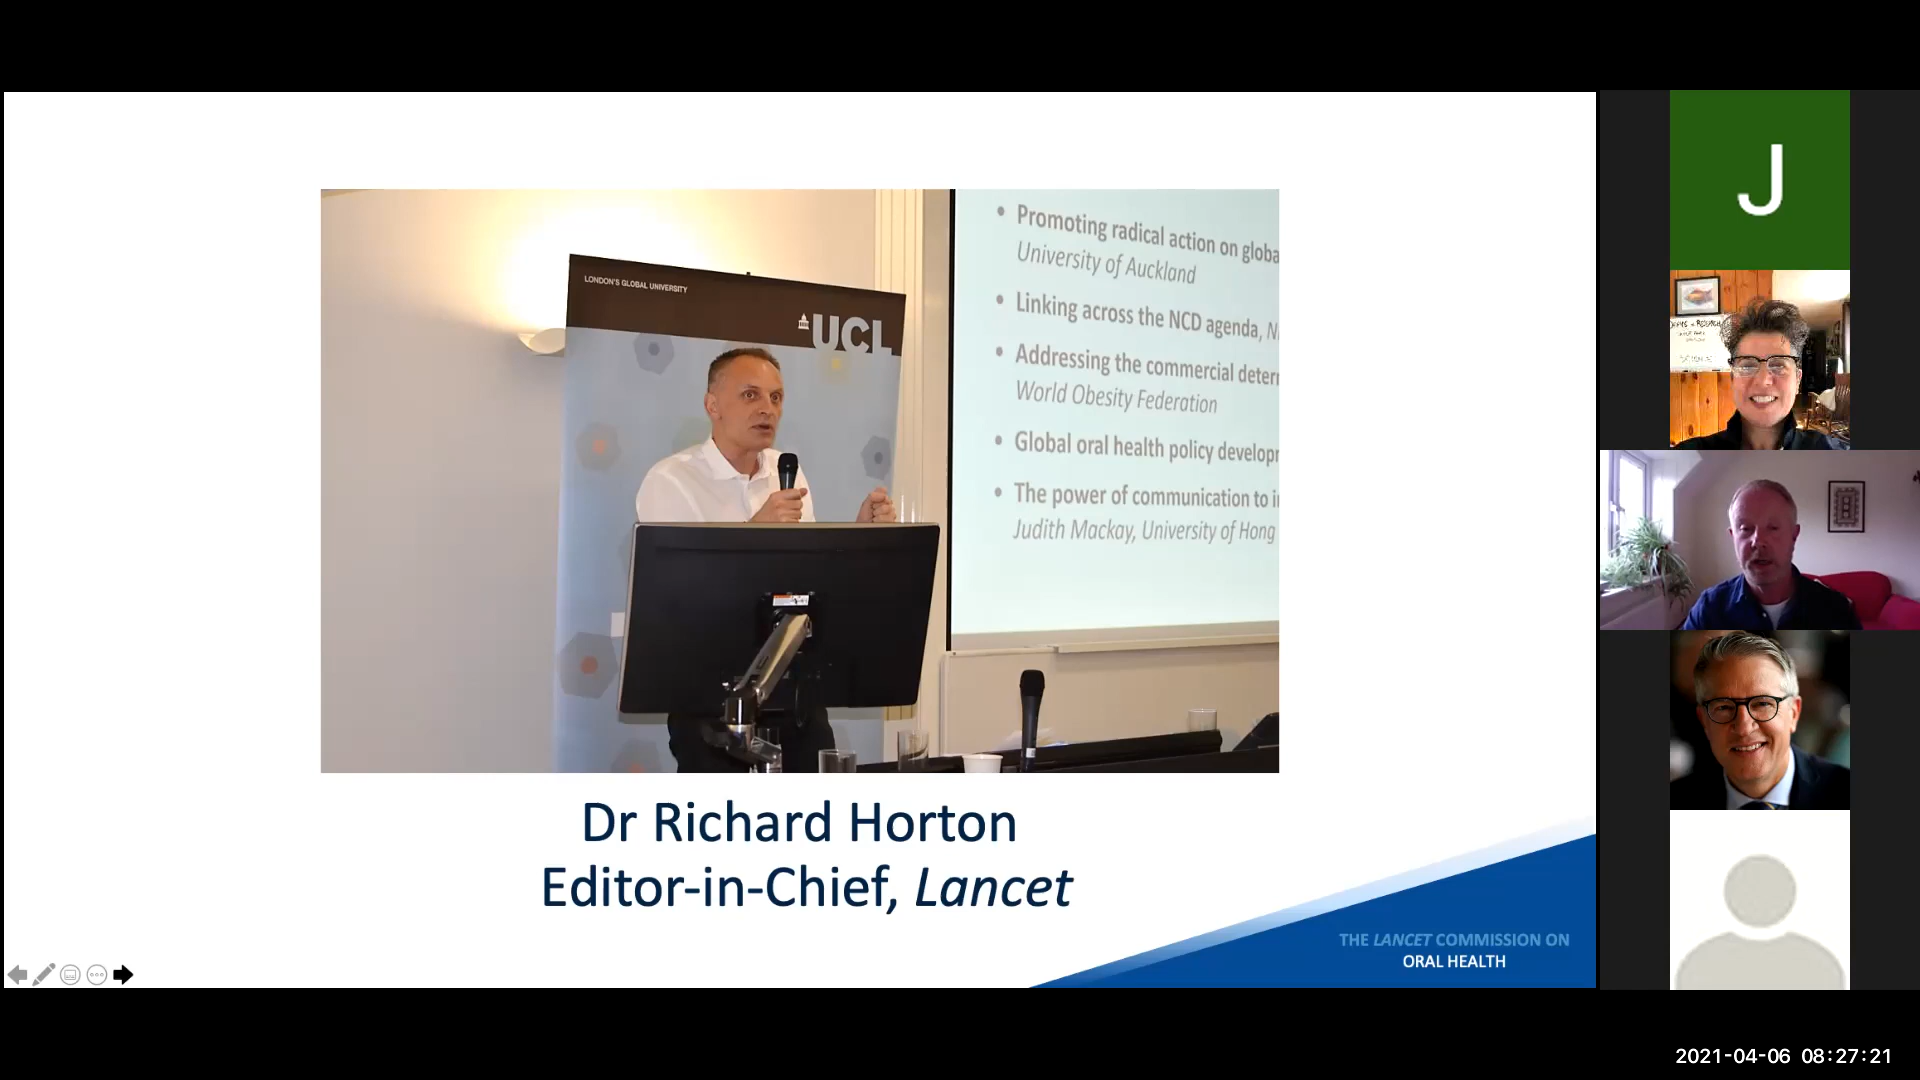 LONDON'S GLOBAL UNIVERSITY
UCL
• Promoting radical action on globa
University of Auckland
• Linking across the NCD agenda, N
• Addressing the commercial deter
World Obesity Federation
• Global oral health policy develop
• The power of communication to i
Judith Mackay, University of Hong
Dr Richard Horton
Editor-in-Chief, Lancet
THE LANCET COMMISSION ON
ORAL HEALTH
J
2021-04-06 08:27:21